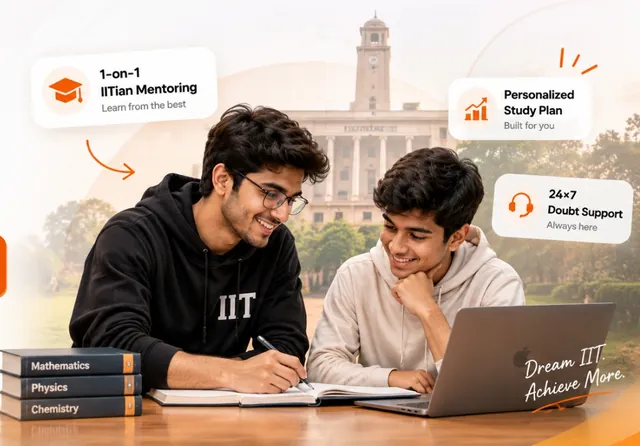 1-on-1
IITian Mentoring
Learn from the best
Personalized
Study Plan
Built for you
24×7
Doubt Support
Always here
IIT
Mathematics
Physics
Chemistry
Dream IIT.
Achieve More.